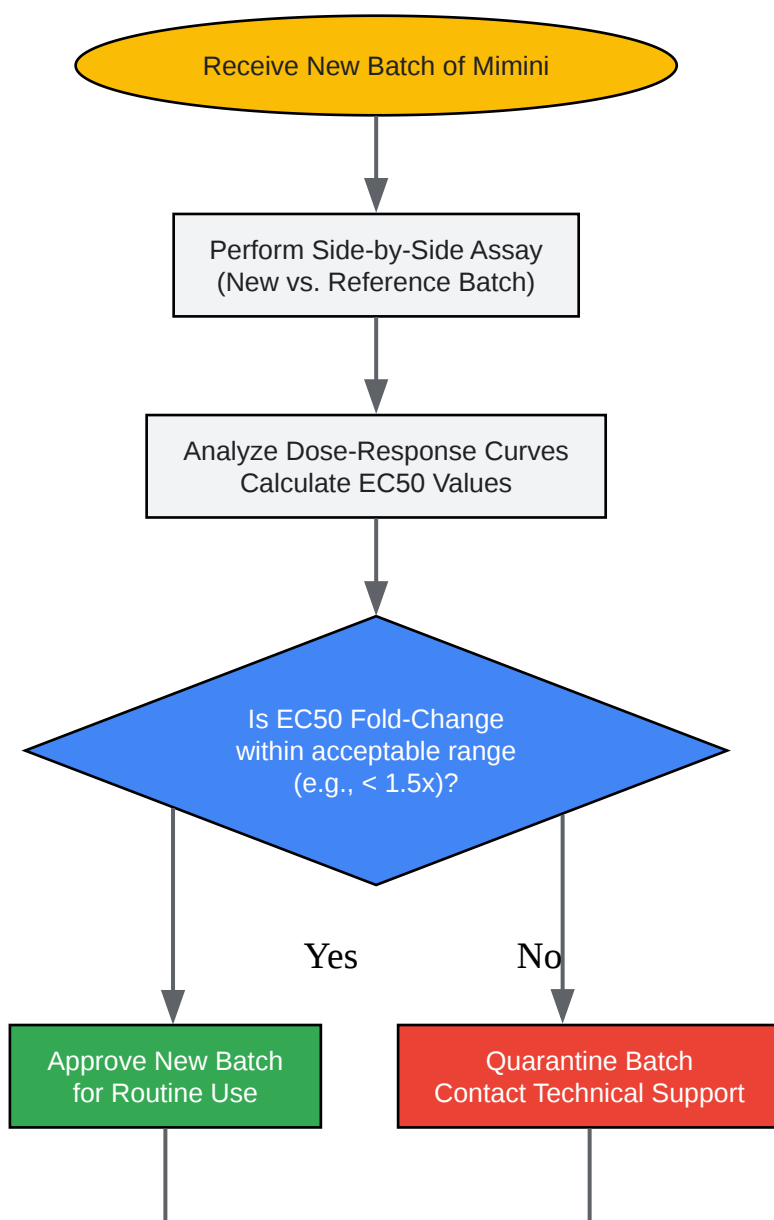 Receive New Batch of Mimini
Perform Side-by-Side Assay
(New vs. Reference Batch)
Analyze Dose-Response Curves
Calculate EC50 Values
Is EC50 Fold-Change
within acceptable range
(e.g., < 1.5x)?
Yes
No
Approve New Batch
for Routine Use
Quarantine Batch
Contact Technical Support